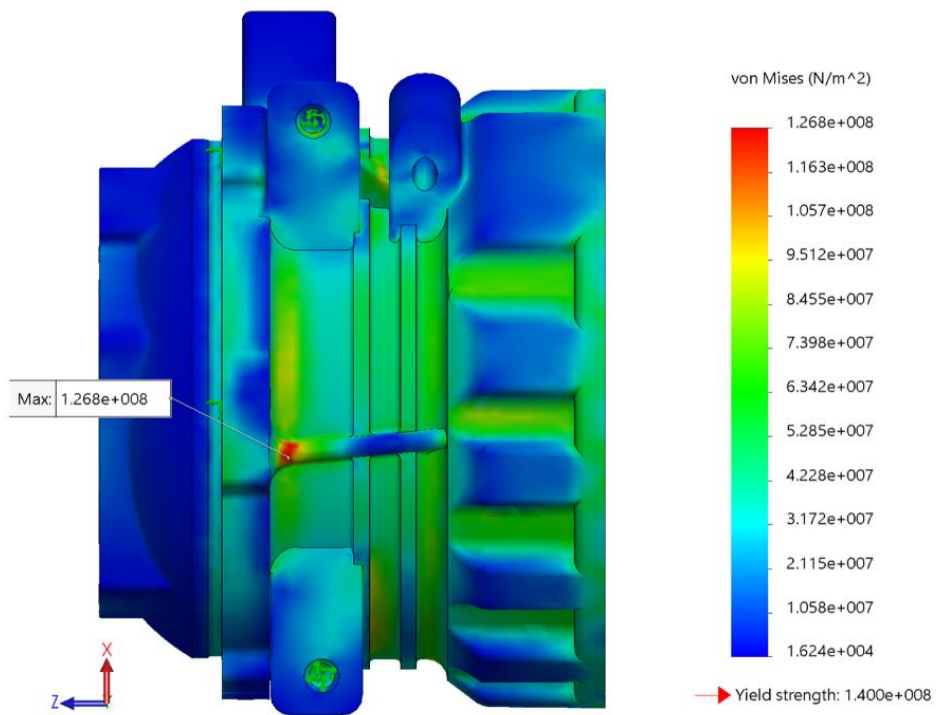 von Mises (N/m^2)
1.268e+008
1.163e+008
1.057e+008
9.512e+007
8.455e+007
7.398e+007
6.342e+007
5.285e+007
4.228e+007
3.172e+007
2.115e+007
1.058e+007
1.624e+004
Yield strength: 1.400e+008
Max: 1.268e+008
X
Z